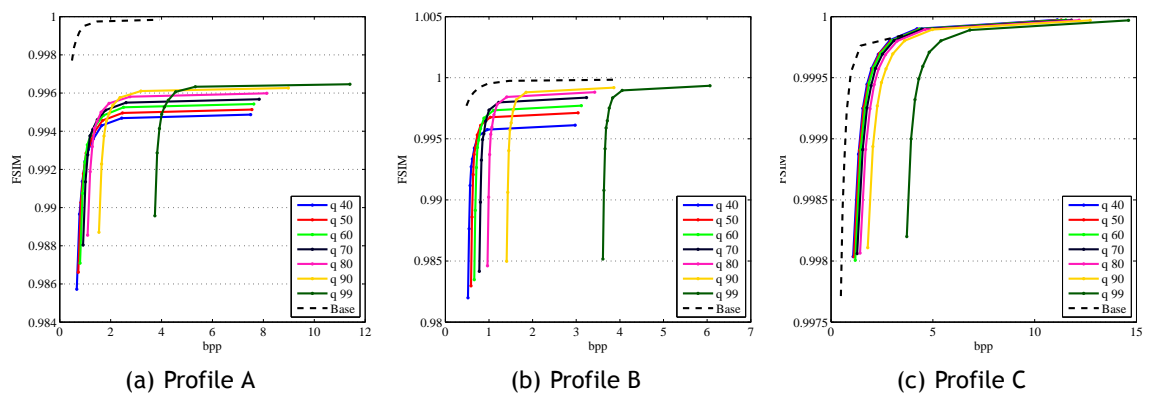 1
0.998
0.996
0.994
0.992
0.99
0.988
0.986
0.984
FSIM
0
2
4
6
8
10
12
bpp
q 40
q 50
q 60
q 70
q 80
q 90
q 99
Base
(a) Profile A
1.005
1
0.995
0.99
0.985
0.98
FSIM
0
1
2
3
4
5
6
7
bpp
q 40
q 50
q 60
q 70
q 80
q 90
q 99
Base
(b) Profile B
1
0.9995
0.999
0.9985
0.998
0.9975
FSIM
0
5
10
15
bpp
q 40
q 50
q 60
q 70
q 80
q 90
q 99
Base
(c) Profile C